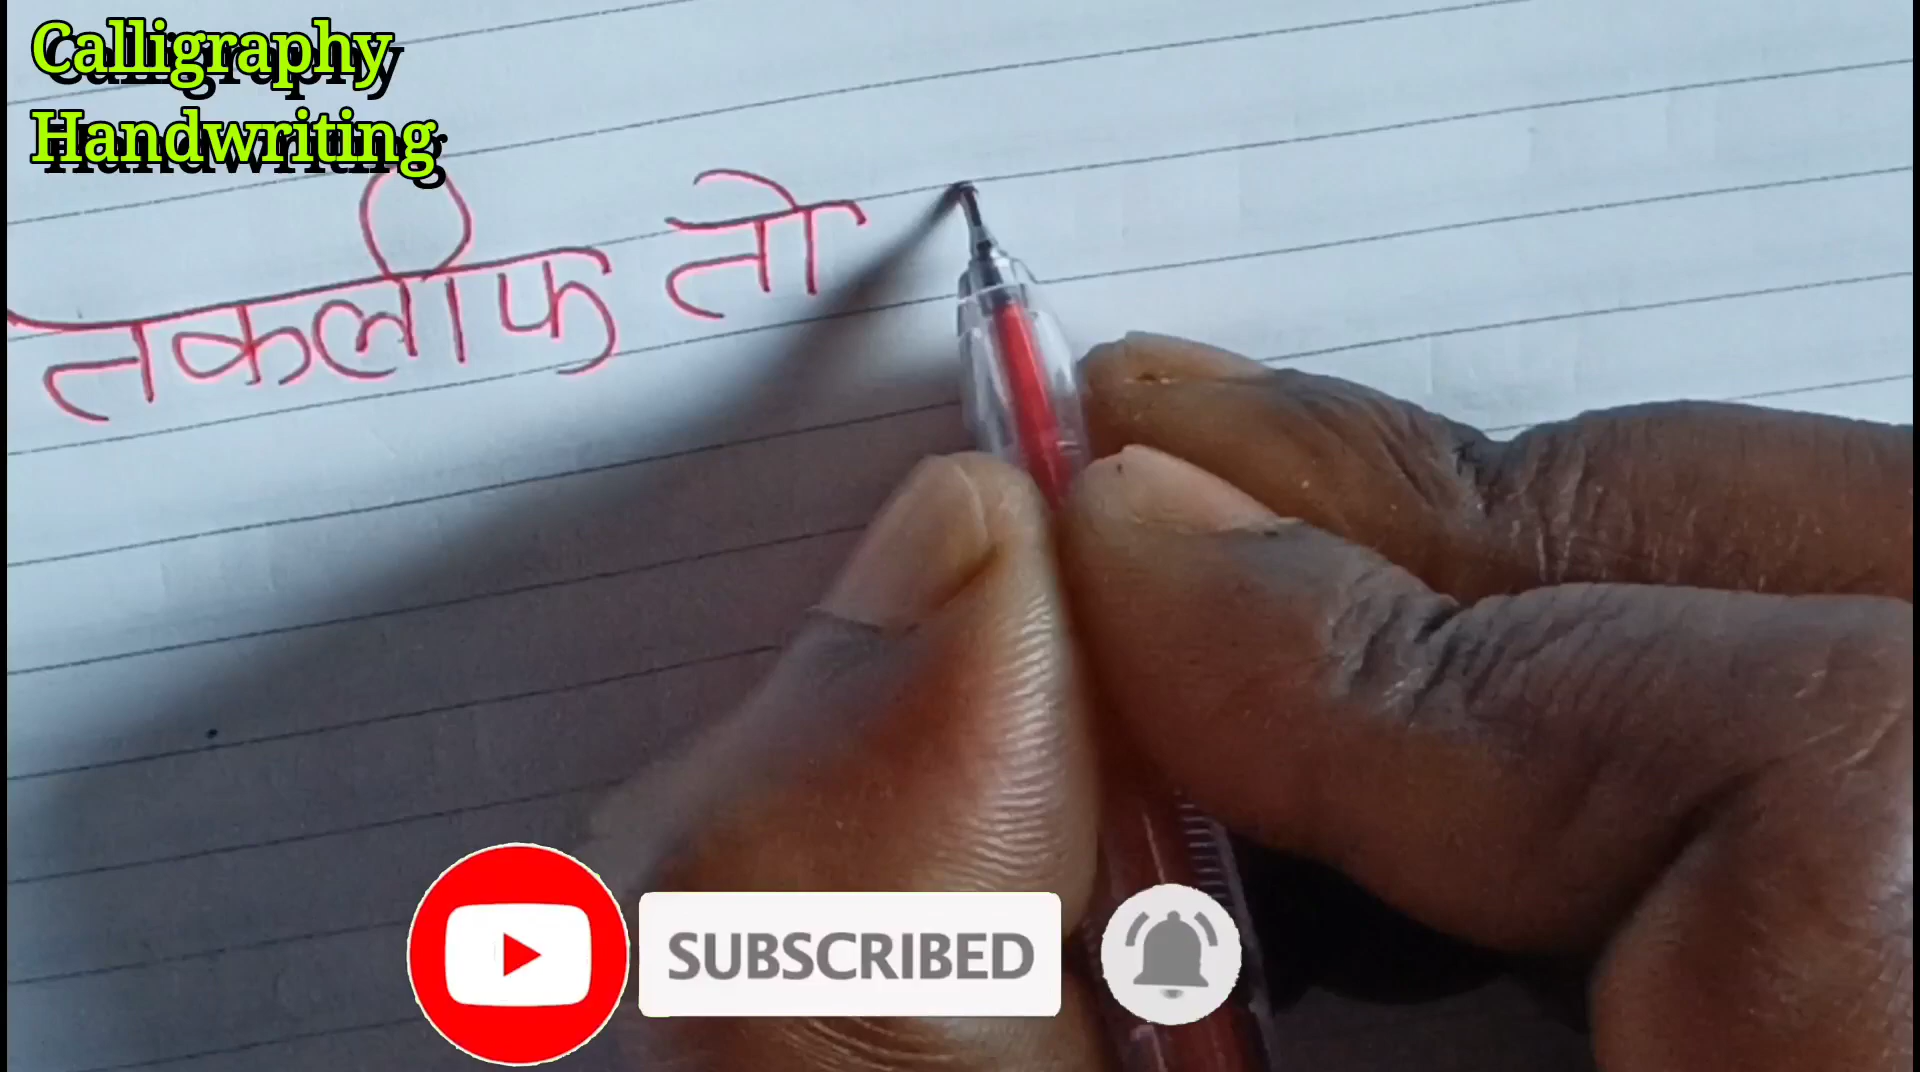 Calligraphy
Handwriting
तकलीफ तो
SUBSCRIBED